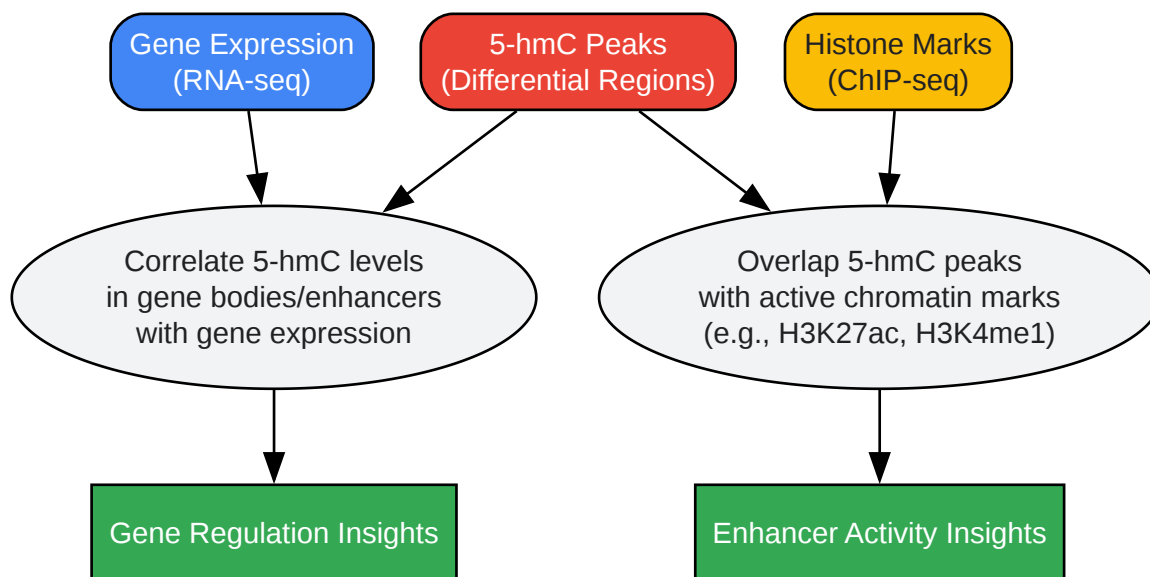 Gene Expression
(RNA-seq)
5-hmC Peaks
(Differential Regions)
Histone Marks
(ChIP-seq)
Correlate 5-hmC levels
in gene bodies/enhancers
with gene expression
Overlap 5-hmC peaks
with active chromatin marks
(e.g., H3K27ac, H3K4me1)
Gene Regulation Insights
Enhancer Activity Insights